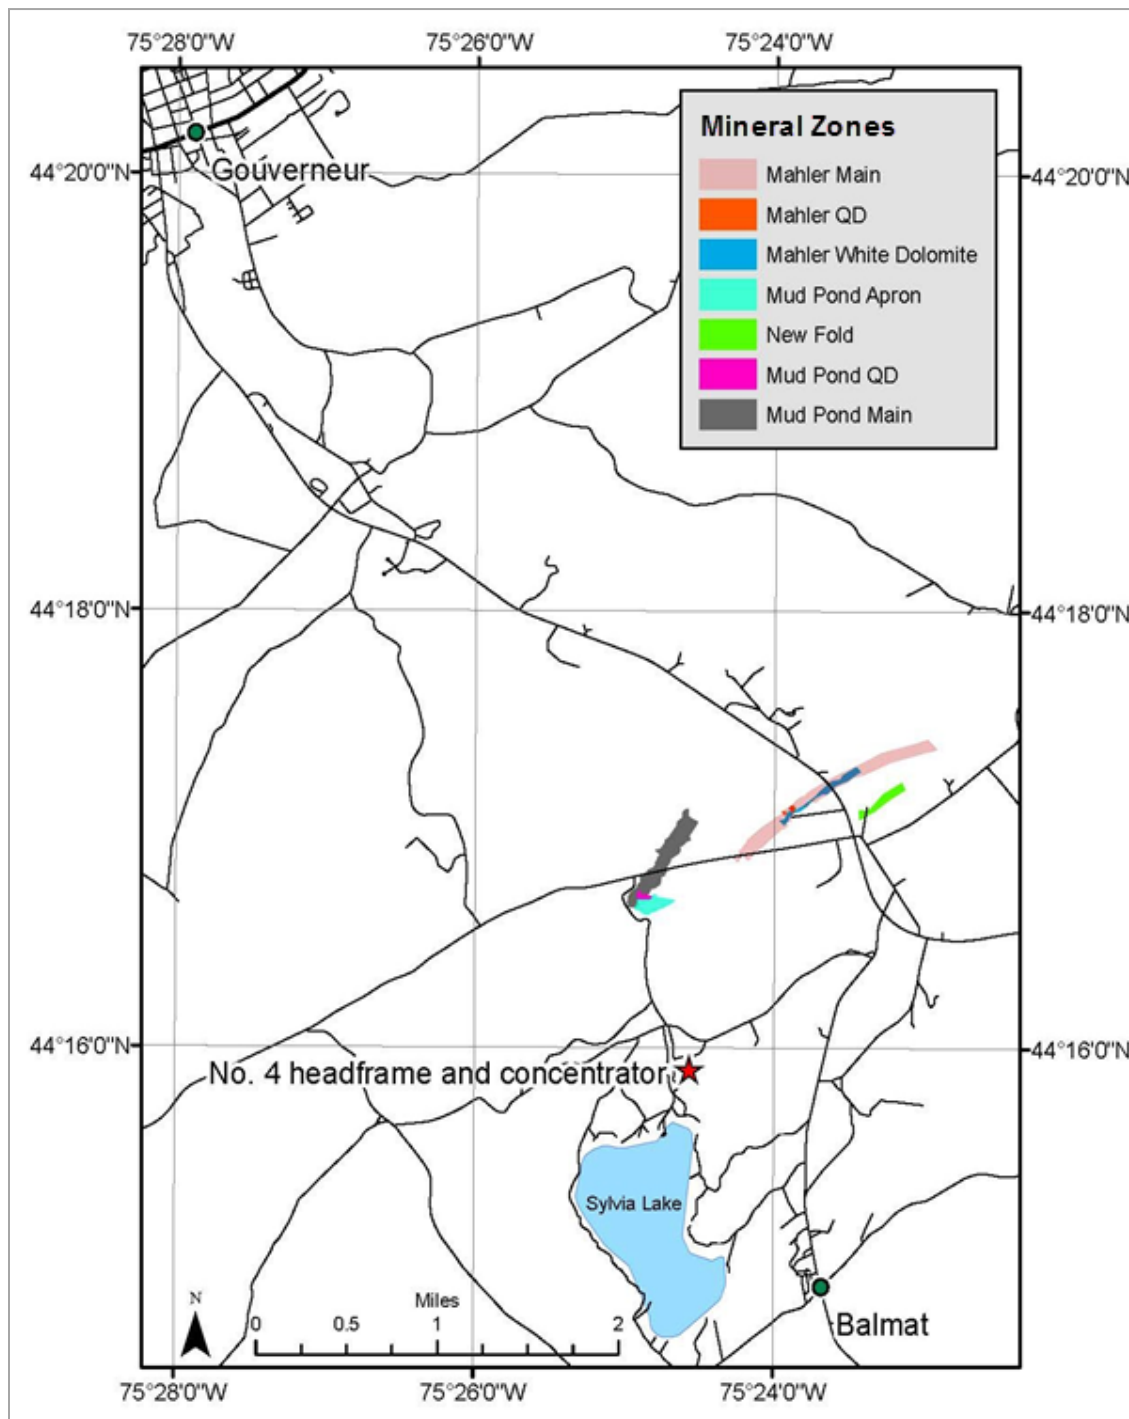 75°28'0"W 75°26'0"W 75°24'0"W
Mineral Zones
Mahler Main
Mahler QD
Mahler White Dolomite
Mud Pond Apron
New Fold
Mud Pond QD
Mud Pond Main
Gouverneur
44°20'0"N 44°20'0"N
44°18'0"N 44°18'0"N
44°16'0"N 44°16'0"N
No. 4 headframe and concentrator
Sylvia Lake
N
Miles
0 0.5 1 2
Balmat
75°28'0"W 75°26'0"W 75°24'0"W